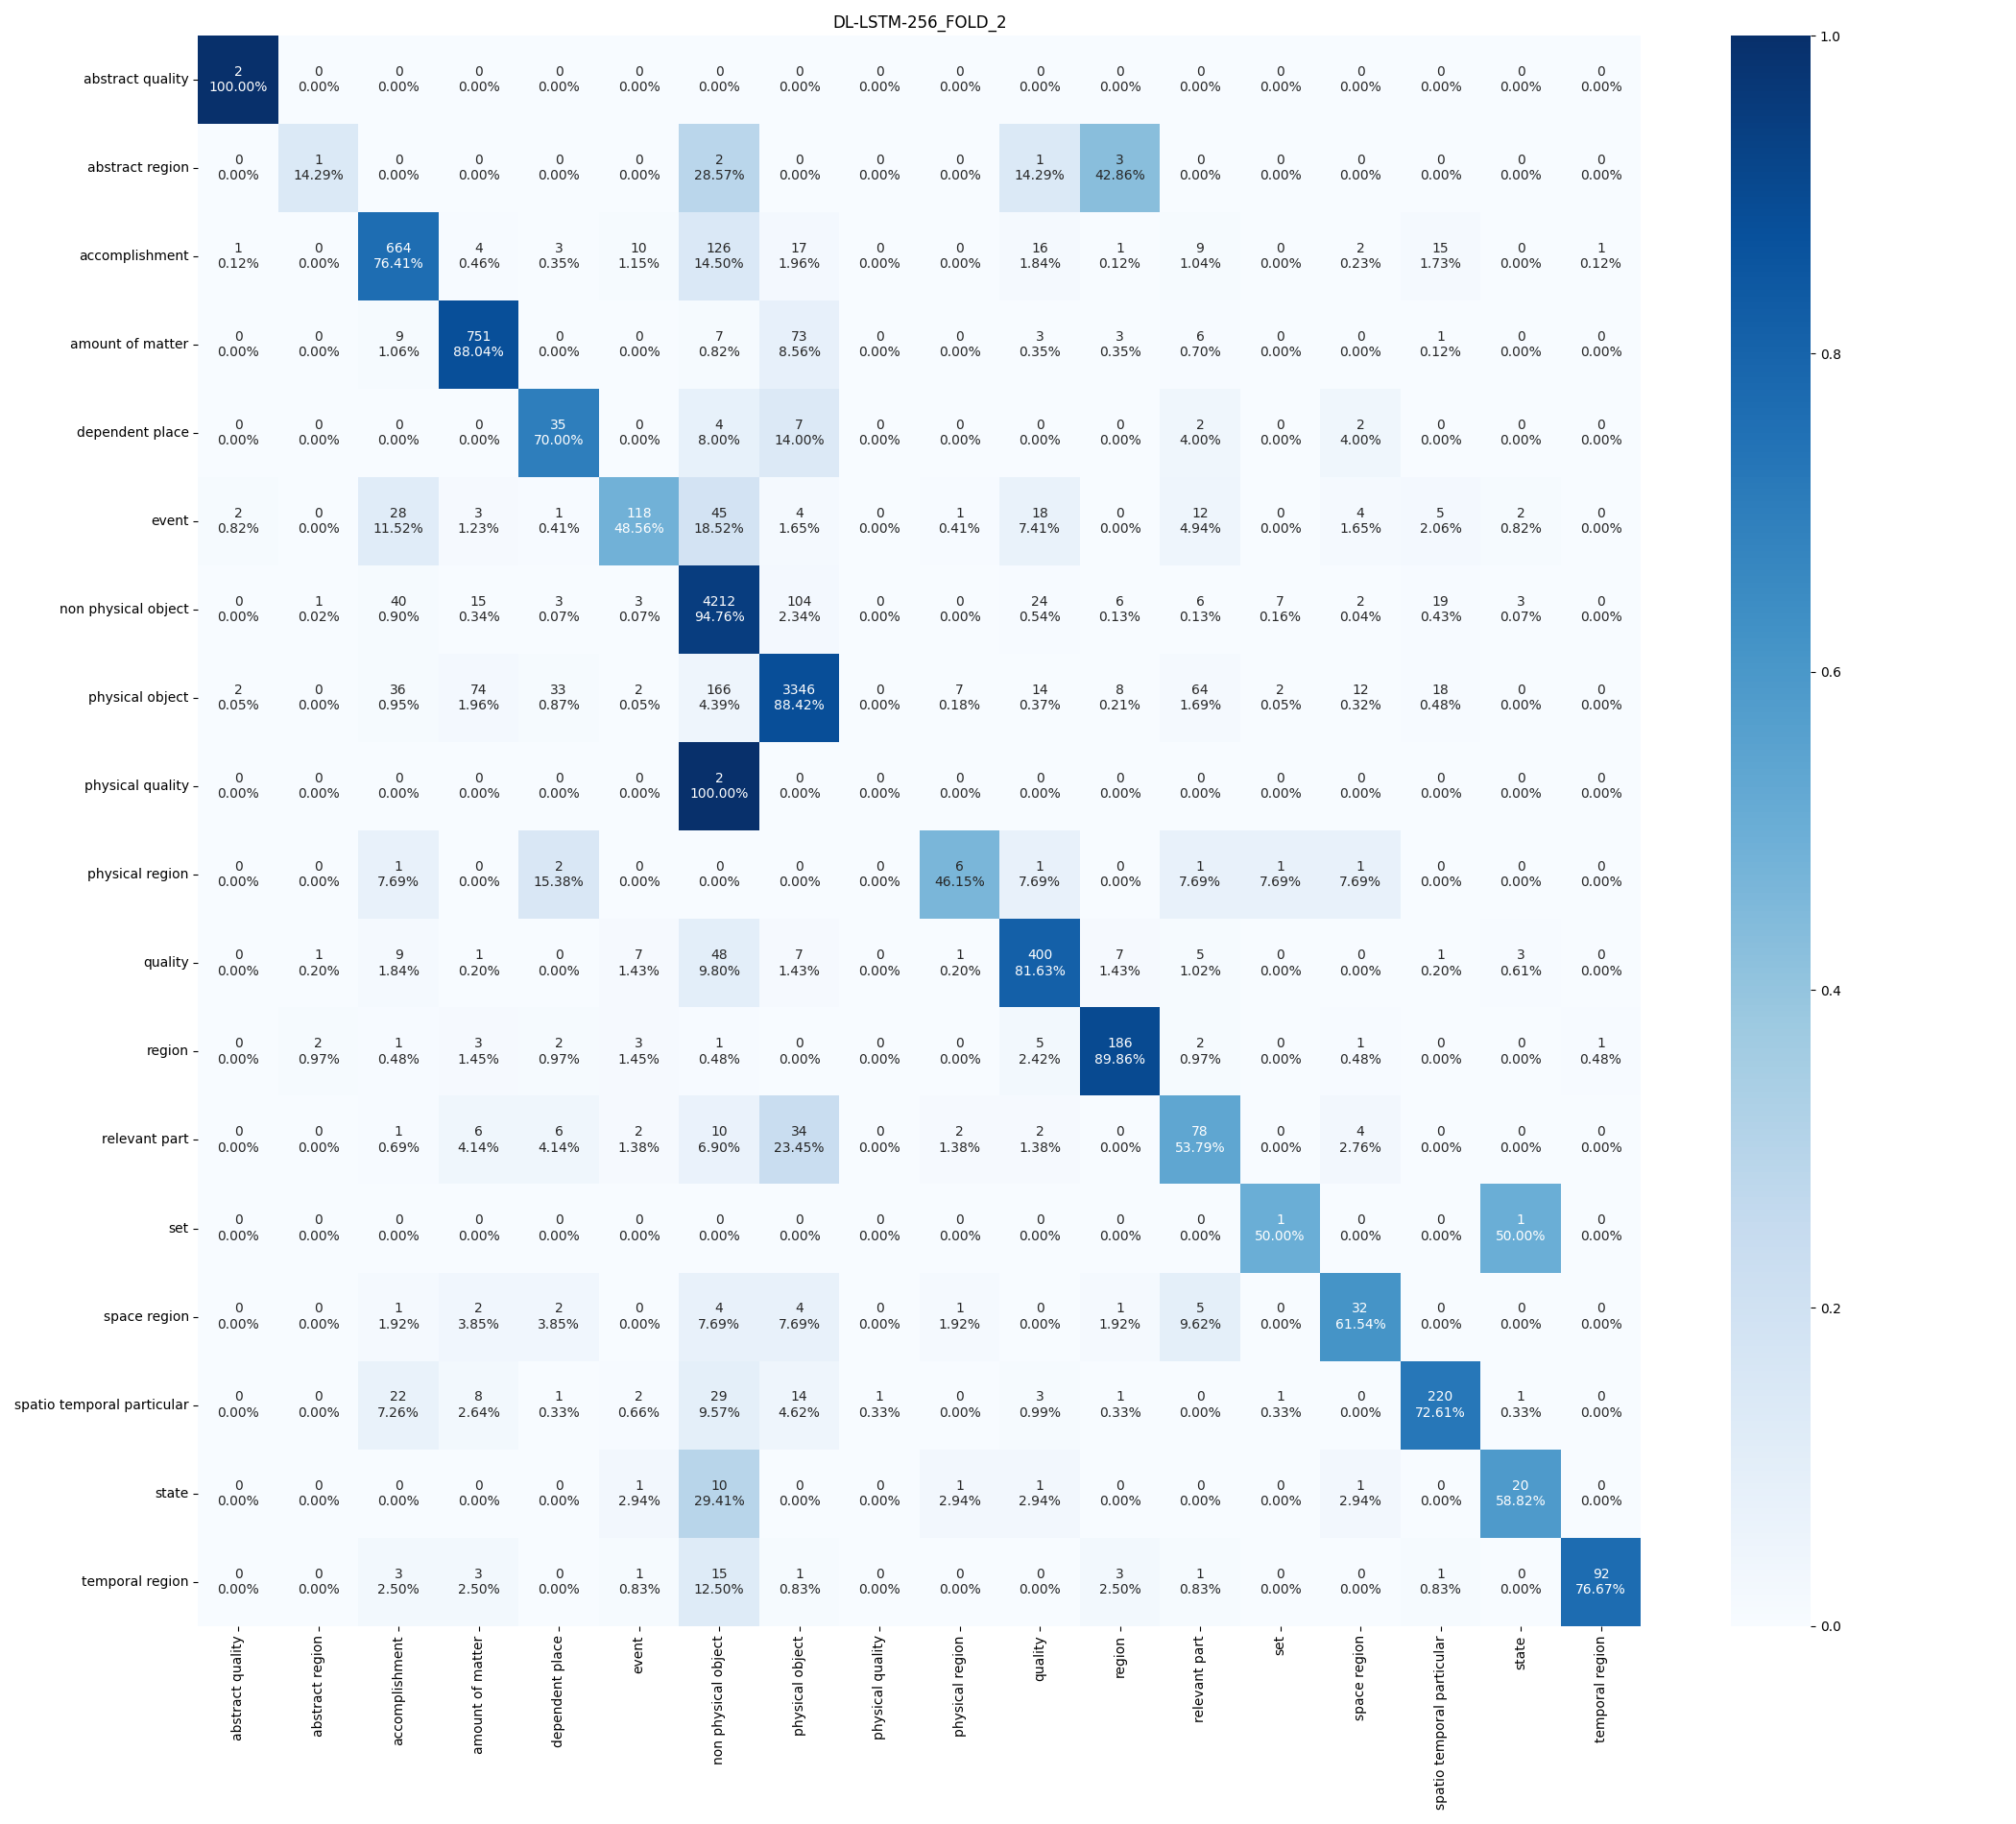 DL-LSTM-256_FOLD_2
abstract quality
2 0 0 0 0 0 0 0 0 0 0 0 0 0 0 0 0 0
100.00% 0.00% 0.00% 0.00% 0.00% 0.00% 0.00% 0.00% 0.00% 0.00% 0.00% 0.00% 0.00% 0.00% 0.00% 0.00% 0.00% 0.00%
abstract region
0 1 0 0 0 0 2 0 0 0 1 3 0 0 0 0 0 0
0.00% 14.29% 0.00% 0.00% 0.00% 0.00% 28.57% 0.00% 0.00% 0.00% 14.29% 42.86% 0.00% 0.00% 0.00% 0.00% 0.00% 0.00%
accomplishment
1 0 664 4 3 10 126 17 0 0 16 1 9 0 2 15 0 1
0.12% 0.00% 76.41% 0.46% 0.35% 1.15% 14.50% 1.96% 0.00% 0.00% 1.84% 0.12% 1.04% 0.00% 0.23% 1.73% 0.00% 0.12%
amount of matter
0 0 9 751 0 0 7 73 0 0 3 3 6 0 0 1 0 0
0.00% 0.00% 1.06% 88.04% 0.00% 0.00% 0.82% 8.56% 0.00% 0.00% 0.35% 0.35% 0.70% 0.00% 0.00% 0.12% 0.00% 0.00%
dependent place
0 0 0 0 35 0 4 7 0 0 0 0 2 0 2 0 0 0
0.00% 0.00% 0.00% 0.00% 70.00% 0.00% 8.00% 14.00% 0.00% 0.00% 0.00% 0.00% 4.00% 0.00% 4.00% 0.00% 0.00% 0.00%
event
2 0 28 3 1 118 45 4 0 1 18 0 12 0 4 5 2 0
0.82% 0.00% 11.52% 1.23% 0.41% 48.56% 18.52% 1.65% 0.00% 0.41% 7.41% 0.00% 4.94% 0.00% 1.65% 2.06% 0.82% 0.00%
non physical object
0 1 40 15 3 3 4212 104 0 0 24 6 6 7 2 19 3 0
0.00% 0.02% 0.90% 0.34% 0.07% 0.07% 94.76% 2.34% 0.00% 0.00% 0.54% 0.13% 0.13% 0.16% 0.04% 0.43% 0.07% 0.00%
physical object
2 0 36 74 33 2 166 3346 0 7 14 8 64 2 12 18 0 0
0.05% 0.00% 0.95% 1.96% 0.87% 0.05% 4.39% 88.42% 0.00% 0.18% 0.37% 0.21% 1.69% 0.05% 0.32% 0.48% 0.00% 0.00%
physical quality
0 0 0 0 0 0 2 0 0 0 0 0 0 0 0 0 0 0
0.00% 0.00% 0.00% 0.00% 0.00% 0.00% 100.00% 0.00% 0.00% 0.00% 0.00% 0.00% 0.00% 0.00% 0.00% 0.00% 0.00% 0.00%
physical region
0 0 1 0 2 0 0 0 0 6 1 0 1 1 1 0 0 0
0.00% 0.00% 7.69% 0.00% 15.38% 0.00% 0.00% 0.00% 0.00% 46.15% 7.69% 0.00% 7.69% 7.69% 7.69% 0.00% 0.00% 0.00%
quality
0 1 9 1 0 7 48 7 0 1 400 7 5 0 0 1 3 0
0.00% 0.20% 1.84% 0.20% 0.00% 1.43% 9.80% 1.43% 0.00% 0.20% 81.63% 1.43% 1.02% 0.00% 0.00% 0.20% 0.61% 0.00%
region
0 2 1 3 2 3 1 0 0 0 5 186 2 0 1 0 0 1
0.00% 0.97% 0.48% 1.45% 0.97% 1.45% 0.48% 0.00% 0.00% 0.00% 2.42% 89.86% 0.97% 0.00% 0.48% 0.00% 0.00% 0.48%
relevant part
0 0 1 6 6 2 10 34 0 2 2 0 78 0 4 0 0 0
0.00% 0.00% 0.69% 4.14% 4.14% 1.38% 6.90% 23.45% 0.00% 1.38% 1.38% 0.00% 53.79% 0.00% 2.76% 0.00% 0.00% 0.00%
set
0 0 0 0 0 0 0 0 0 0 0 0 0 1 0 0 1 0
0.00% 0.00% 0.00% 0.00% 0.00% 0.00% 0.00% 0.00% 0.00% 0.00% 0.00% 0.00% 0.00% 50.00% 0.00% 0.00% 50.00% 0.00%
space region
0 0 1 2 2 0 4 4 0 1 0 1 5 0 32 0 0 0
0.00% 0.00% 1.92% 3.85% 3.85% 0.00% 7.69% 7.69% 0.00% 1.92% 0.00% 1.92% 9.62% 0.00% 61.54% 0.00% 0.00% 0.00%
spatio temporal particular
0 0 22 8 1 2 29 14 1 0 3 1 0 1 0 220 1 0
0.00% 0.00% 7.26% 2.64% 0.33% 0.66% 9.57% 4.62% 0.33% 0.00% 0.99% 0.33% 0.00% 0.33% 0.00% 72.61% 0.33% 0.00%
state
0 0 0 0 0 1 10 0 0 1 1 0 0 0 1 0 20 0
0.00% 0.00% 0.00% 0.00% 0.00% 2.94% 29.41% 0.00% 0.00% 2.94% 2.94% 0.00% 0.00% 0.00% 2.94% 0.00% 58.82% 0.00%
temporal region
0 0 3 3 0 1 15 1 0 0 0 3 1 0 0 1 0 92
0.00% 0.00% 2.50% 2.50% 0.00% 0.83% 12.50% 0.83% 0.00% 0.00% 0.00% 2.50% 0.83% 0.00% 0.00% 0.83% 0.00% 76.67%
abstract quality
abstract region
accomplishment
amount of matter
dependent place
event
non physical object
physical object
physical quality
physical region
quality
region
relevant part
set
space region
spatio temporal particular
state
temporal region
1.0
0.8
0.6
0.4
0.2
0.0